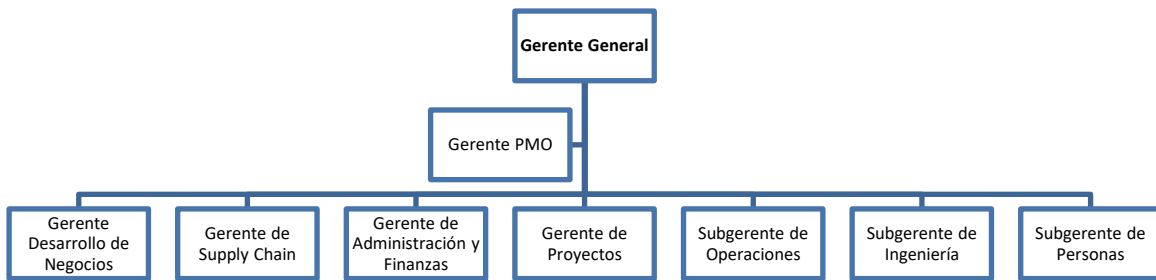 Gerente General
Gerente PMO
Gerente
Desarrollo de
Negocios
Gerente de
Supply Chain
Gerente de
Administración y
Finanzas
Gerente de
Proyectos
Subgerente de
Operaciones
Subgerente de
Ingeniería
Subgerente de
Personas